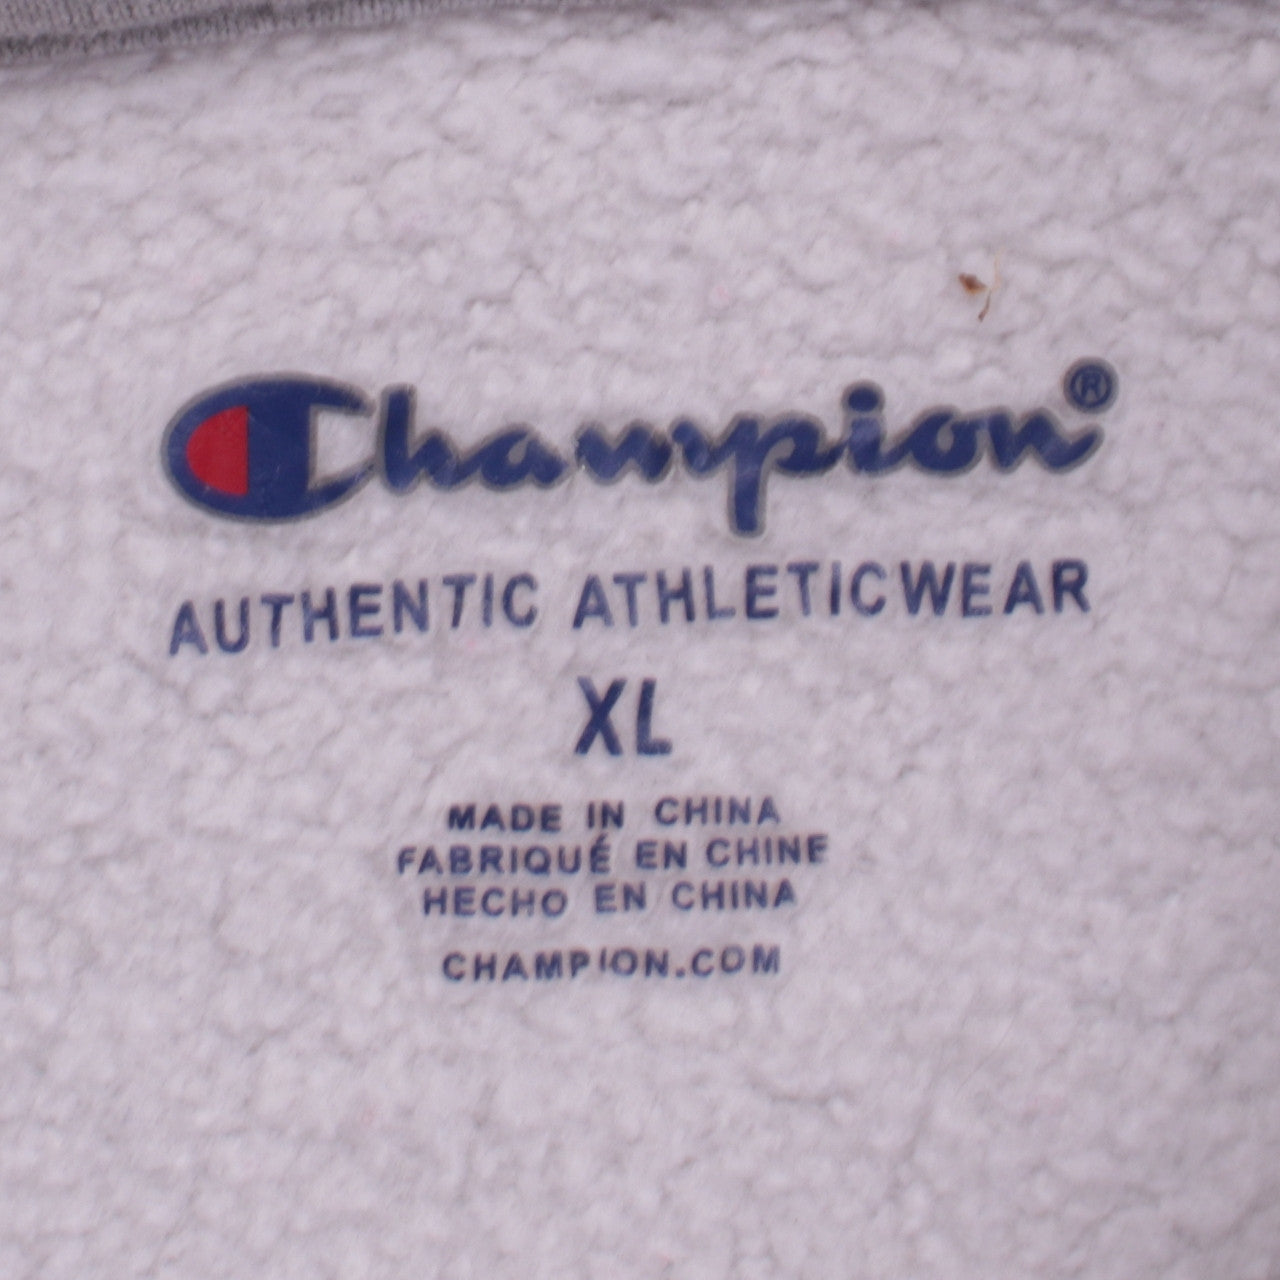 Champion®
AUTHENTIC ATHLETICWEAR
XL
MADE IN CHINA
FABRIQUÉ EN CHINE
HECHO EN CHINA
CHAMPION.COM